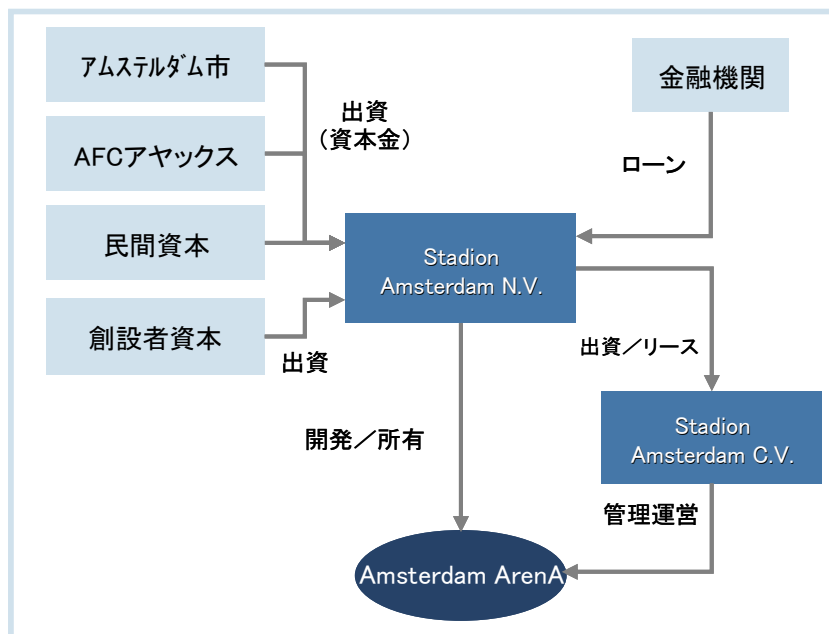 アムステルダム市
金融機関
出資
(資本金)
AFCアヤックス
ローン
民間資本
Stadion
Amsterdam N.V.
創設者資本
出資
出資/リース
開発/所有
Stadion
Amsterdam C.V.
管理運営
Amsterdam ArenA